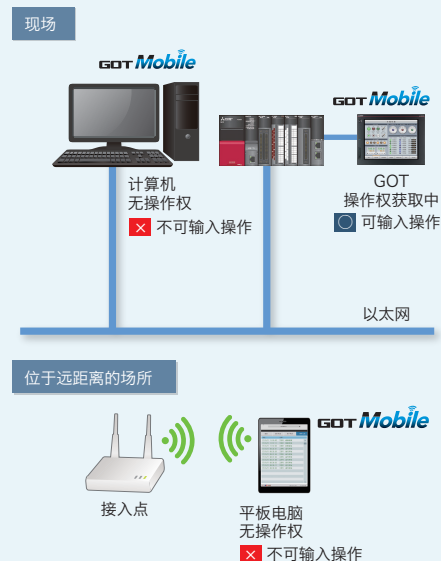 现场
GOT Mobile
GOT Mobile
计算机
无操作权
× 不可输入操作
GOT
操作权获取中
○ 可输入操作
以太网
位于远距离的场所
GOT Mobile
接入点
平板电脑
无操作权
× 不可输入操作